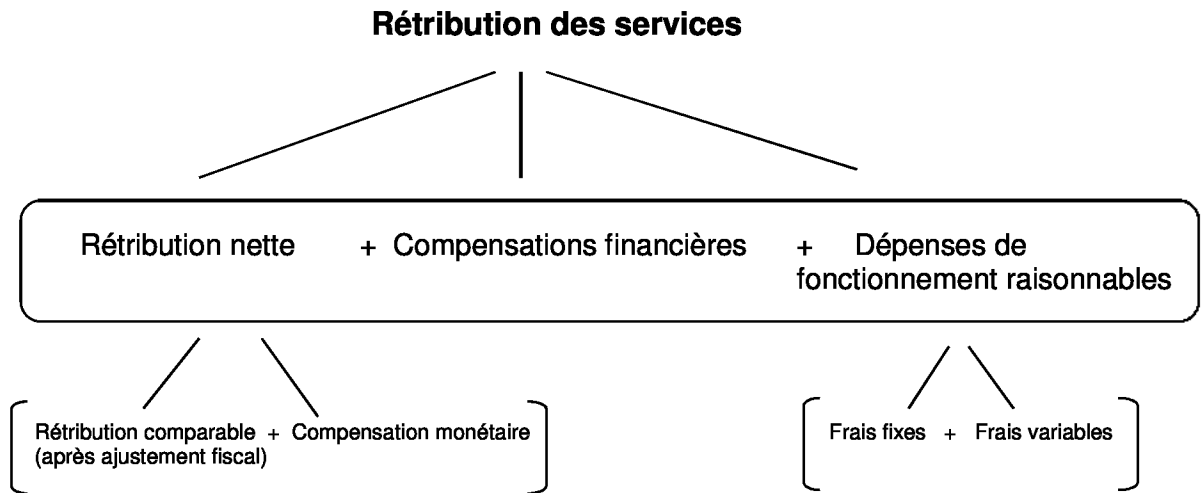 Rétribution des services
Rétribution nette + Compensations financières + Dépenses de
fonctionnement raisonnables
Rétribution comparable + Compensation monétaire
(après ajustement fiscal)
Frais fixes + Frais variables